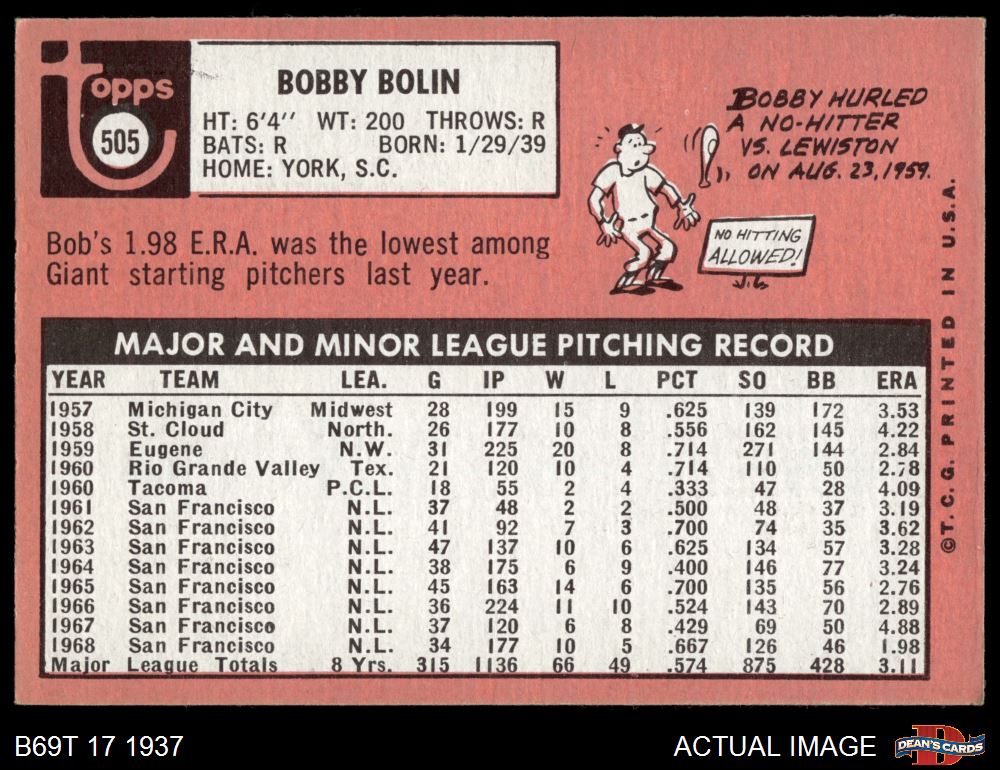 topps
505
BOBBY BOLIN
HT: 6'4" WT: 200 THROWS: R
BATS: R BORN: 1/29/39
HOME: YORK, S.C.
BOBBY HURLED
A NO-HITTER
VS. LEWISTON
ON AUG. 23, 1959.
NO HITTING
ALLOWED!
Bob's 1.98 E.R.A. was the lowest among
Giant starting pitchers last year.
MAJOR AND MINOR LEAGUE PITCHING RECORD
YEAR TEAM LEA. G IP W L PCT SO BB ERA
1957 Michigan City Midwest 28 199 15 9 .625 139 172 3.53
1958 St. Cloud North. 26 177 10 8 .556 162 145 4.22
1959 Eugene N.W. 31 225 20 8 .714 271 144 2.84
1960 Rio Grande Valley Tex. 21 120 10 4 .714 110 50 2.78
1960 Tacoma P.C.L. 18 55 2 4 .333 47 28 4.09
1961 San Francisco N.L. 37 48 2 2 .500 48 37 3.19
1962 San Francisco N.L. 41 92 7 3 .700 74 35 3.62
1963 San Francisco N.L. 47 137 10 6 .625 134 57 3.28
1964 San Francisco N.L. 38 175 6 9 .400 146 77 3.24
1965 San Francisco N.L. 45 163 14 6 .700 135 56 2.76
1966 San Francisco N.L. 36 224 11 10 .524 143 70 2.89
1967 San Francisco N.L. 37 120 6 8 .429 69 50 4.88
1968 San Francisco N.L. 34 177 10 5 .667 126 46 1.98
Major League Totals 8 Yrs. 315 1136 66 49 .574 875 428 3.11
©T. C. G. PRINTED IN U.S.A.
B69T 17 1937
ACTUAL IMAGE
DEAN'S CARDS